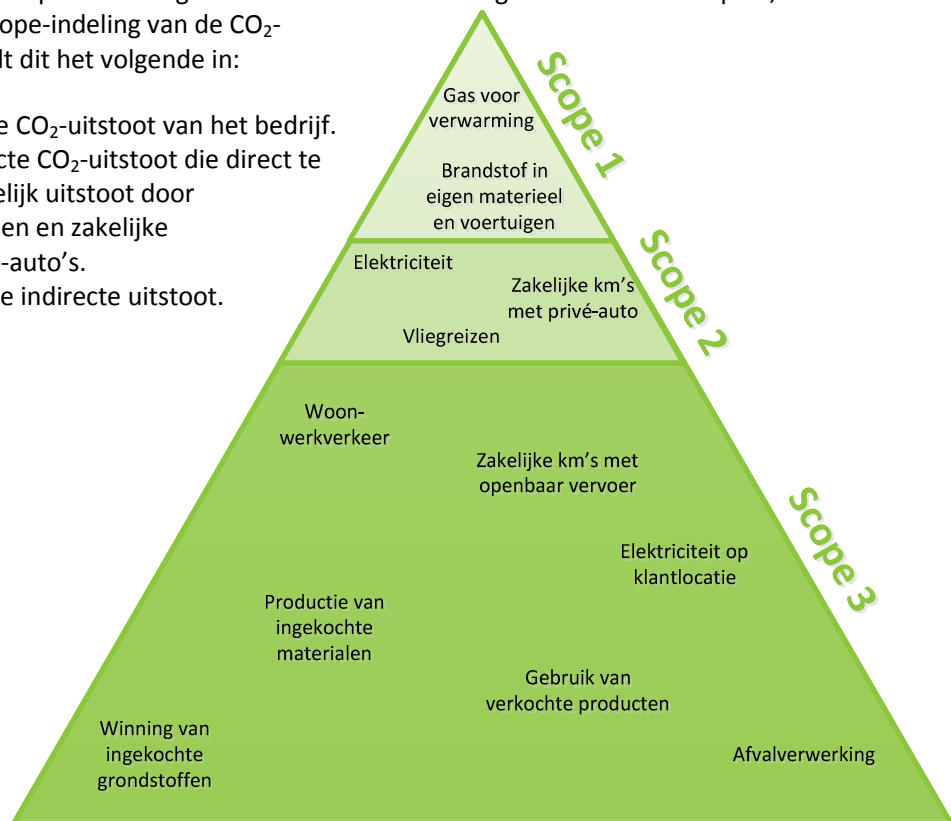 ope-indeling van de CO₂-
lt dit het volgende in:
e CO₂-uitstoot van het bedrijf.
cte CO₂-uitstoot die direct te
elijk uitstoot door
en en zakelijke
-auto’s.
e indirecte uitstoot.
Gas voor
verwarming
Brandstof in
eigen materieel
en voertuigen
Scope 1
Elektriciteit
Zakelijke km’s
met privé-auto
Vliegreizen
Scope 2
Woon-
werkverkeer
Zakelijke km’s met
openbaar vervoer
Elektriciteit op
klantlocatie
Scope 3
Productie van
ingekochte
materialen
Gebruik van
verkochte producten
Winning van
ingekochte
grondstoffen
Afvalverwerking